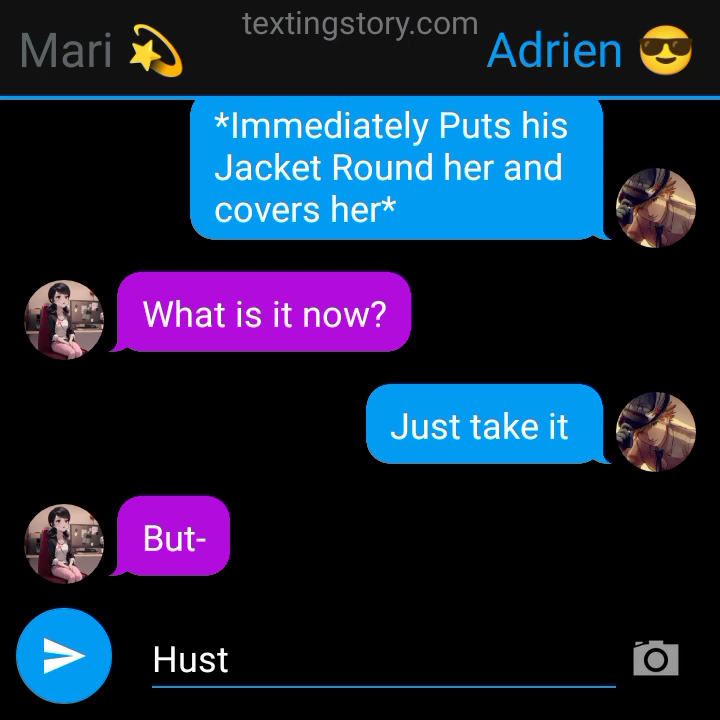 textingstory.com
Mari 💫
Adrien 😎
*Immediately Puts his
Jacket Round her and
covers her*
What is it now?
Just take it
But-
Hust